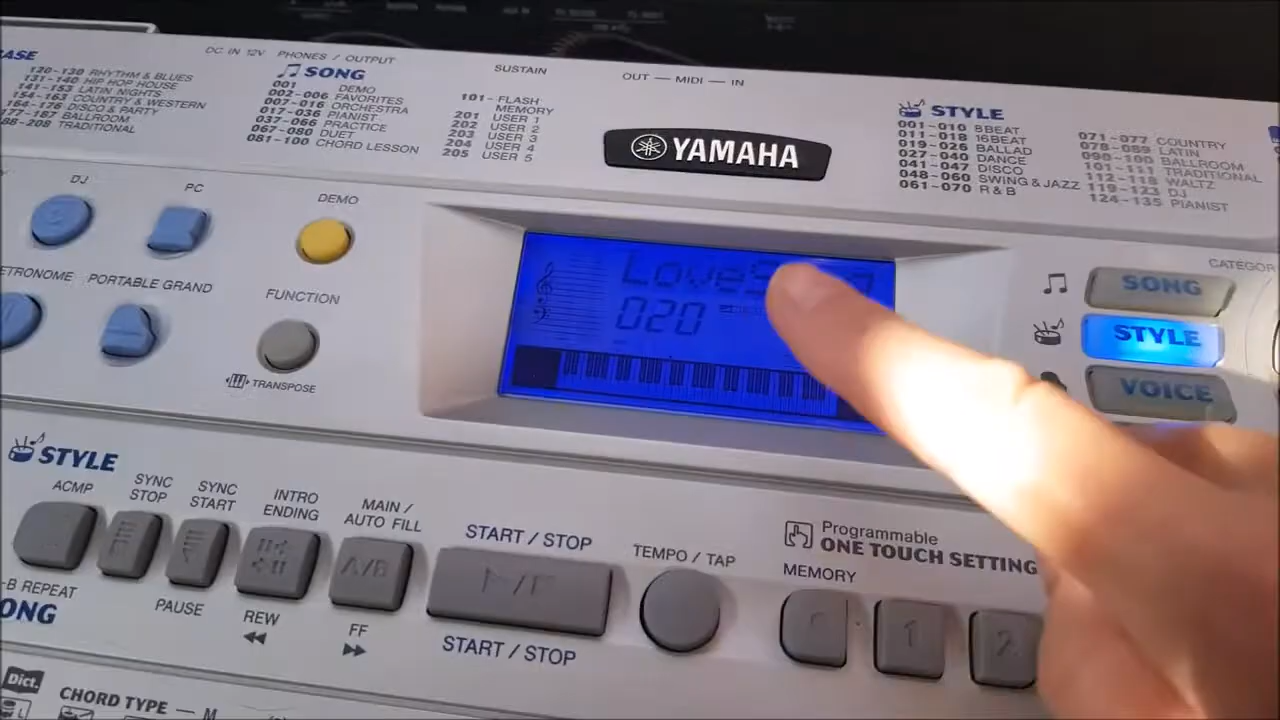 DC IN 12V
PHONES / OUTPUT
SUSTAIN
OUT — MIDI — IN
120-130 RHYTHM & BLUES
131-140 HIP HOP HOUSE
141-153 LATIN NIGHTS
154-163 COUNTRY & WESTERN
164-176 DISCO & PARTY
177-187 BALLROOM
188-208 TRADITIONAL
SONG
001 DEMO
002-006 FAVORITES
007-016 ORCHESTRA
017-036 PIANIST
037-066 PRACTICE
067-080 DUET
081-100 CHORD LESSON
101- FLASH
MEMORY
201 USER 1
202 USER 2
203 USER 3
204 USER 4
205 USER 5
YAMAHA
STYLE
001-010 8BEAT
011-018 16BEAT
019-026 BALLAD
027-040 DANCE
041-047 DISCO
048-060 SWING & JAZZ
061-070 R & B
071-077 COUNTRY
078-089 LATIN
090-100 BALLROOM
101-111 TRADITIONAL
112-118 WALTZ
119-123 DJ
124-135 PIANIST
DJ
PC
DEMO
PORTABLE GRAND
FUNCTION
TRANSPOSE
020
SONG
STYLE
VOICE
STYLE
ACMP
SYNC
STOP
SYNC
START
INTRO
ENDING
MAIN /
AUTO FILL
START / STOP
TEMPO / TAP
Programmable
ONE TOUCH SETTING
MEMORY
A/B
1
2
REPEAT
PAUSE
REW
FF
START / STOP
Dict.
CHORD TYPE — M